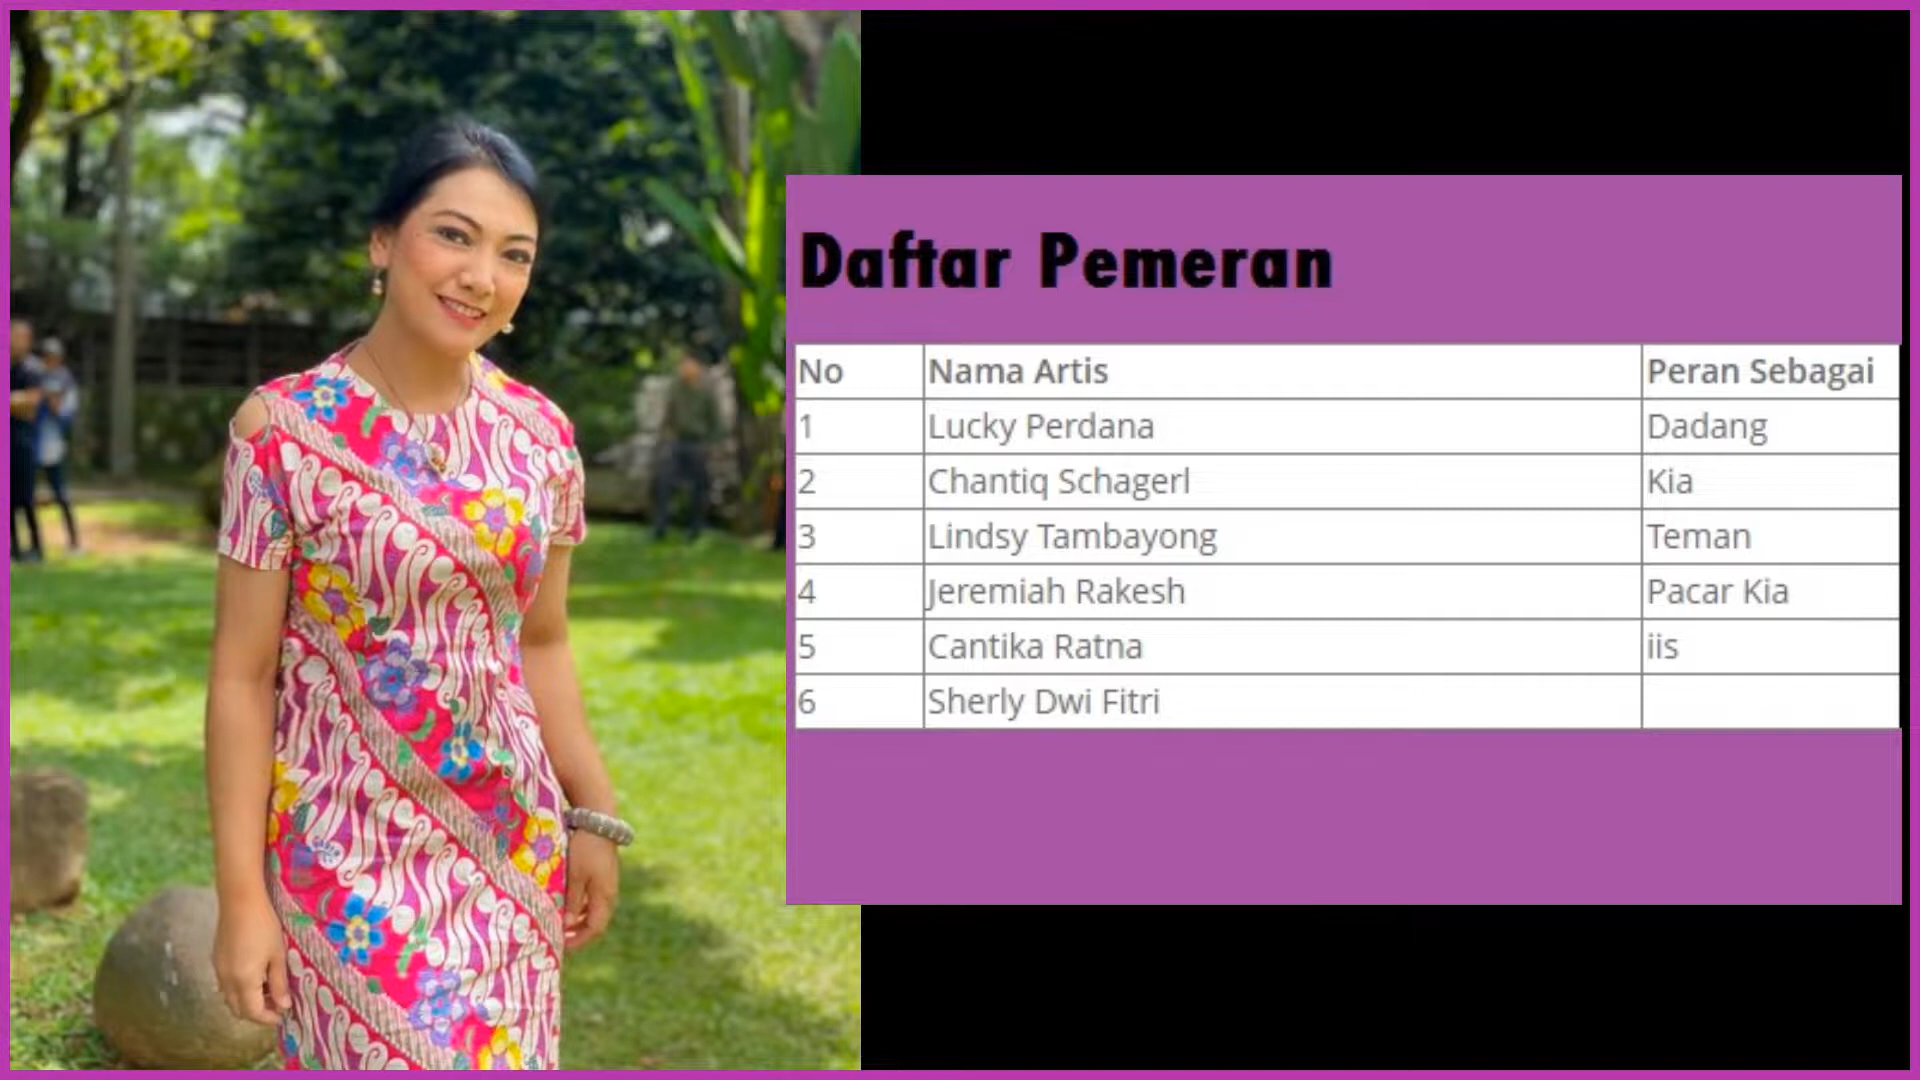 Daftar Pemeran
No Nama Artis Peran Sebagai
1 Lucky Perdana Dadang
2 Chantiq Schagerl Kia
3 Lindsy Tambayong Teman
4 Jeremiah Rakesh Pacar Kia
5 Cantika Ratna iis
6 Sherly Dwi Fitri